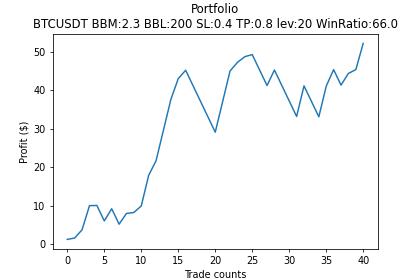 Portfolio
BTCUSDT BBM:2.3 BBL:200 SL:0.4 TP:0.8 lev:20 WinRatio:66.0
50
40
30
20
10
0
Profit ($)
0 5 10 15 20 25 30 35 40
Trade counts